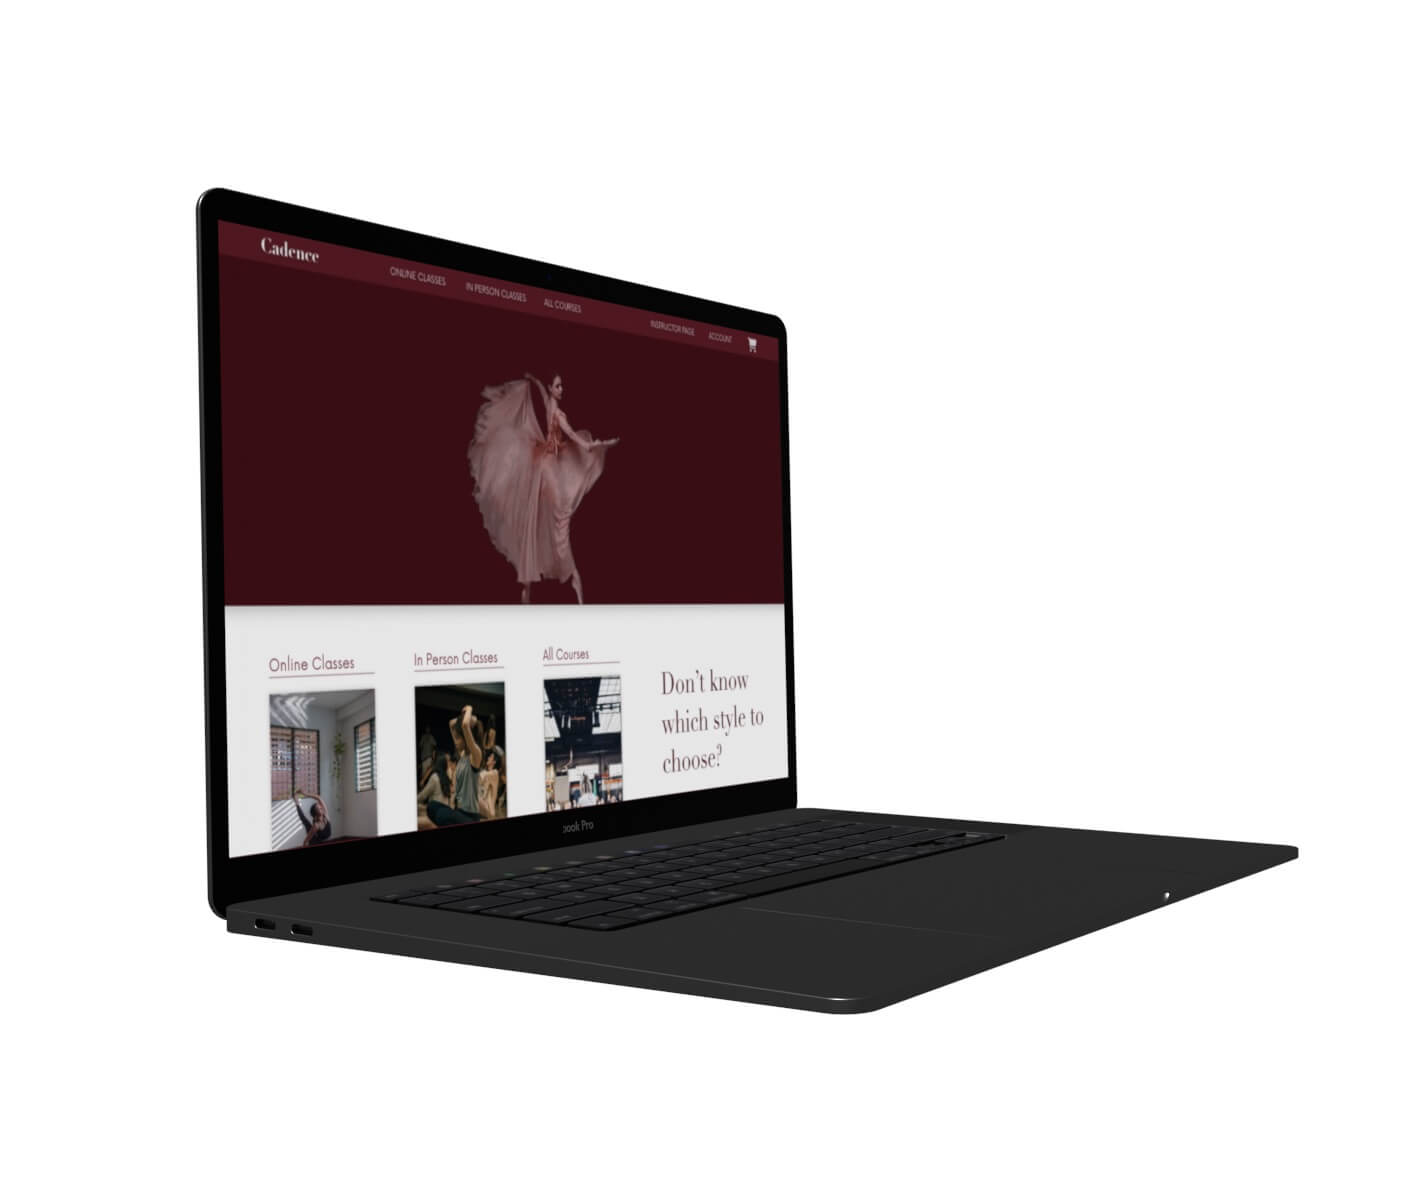 Cadence
ONLINE CLASSES
IN PERSON CLASSES
ALL COURSES
INSTRUCTOR PAGE
ACCOUNT
Online Classes
In Person Classes
All Courses
Don't know
which style to
choose?
book Pro